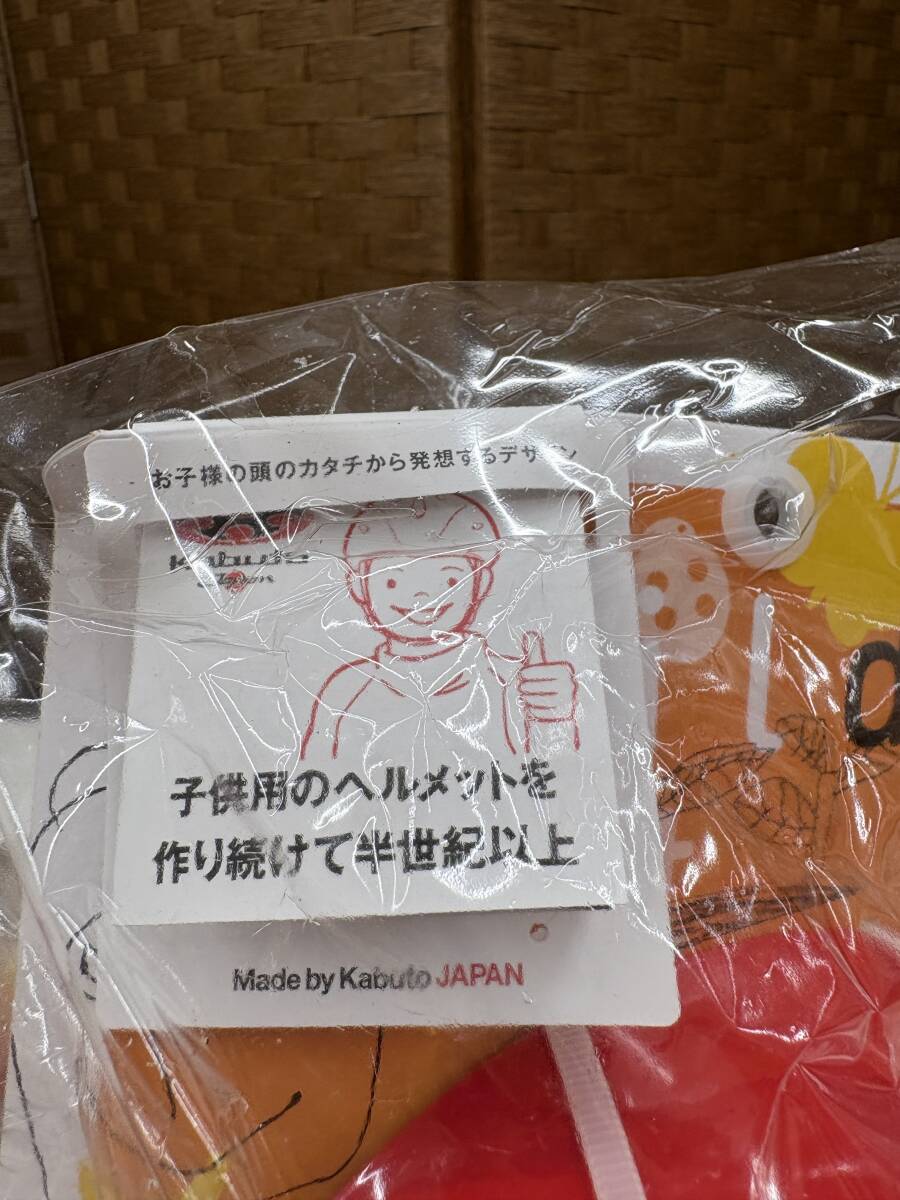 お子様の頭のカタチから発想するデザイン
Kabuto
子供用のヘルメットを
作り続けて半世紀以上
Made by Kabuto JAPAN